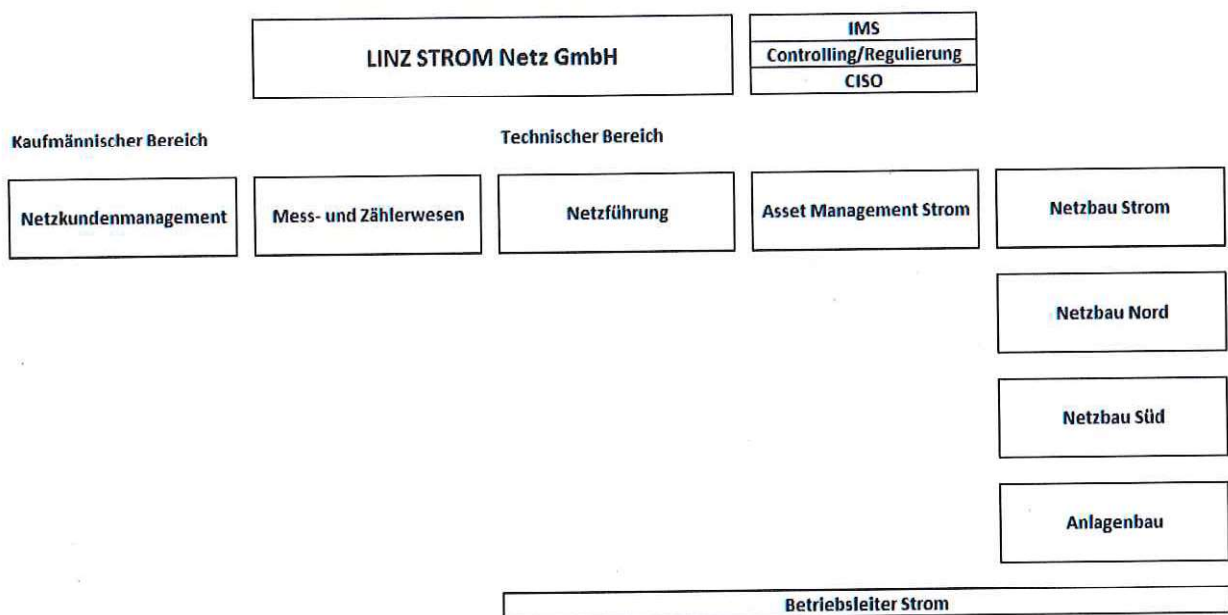 LINZ STROM Netz GmbH
IMS
Controlling/Regulierung
CISO
Kaufmännischer Bereich
Technischer Bereich
Netzkundenmanagement
Mess- und Zählerwesen
Netzführung
Asset Management Strom
Netzbau Strom
Netzbau Nord
Netzbau Süd
Anlagenbau
Betriebsleiter Strom